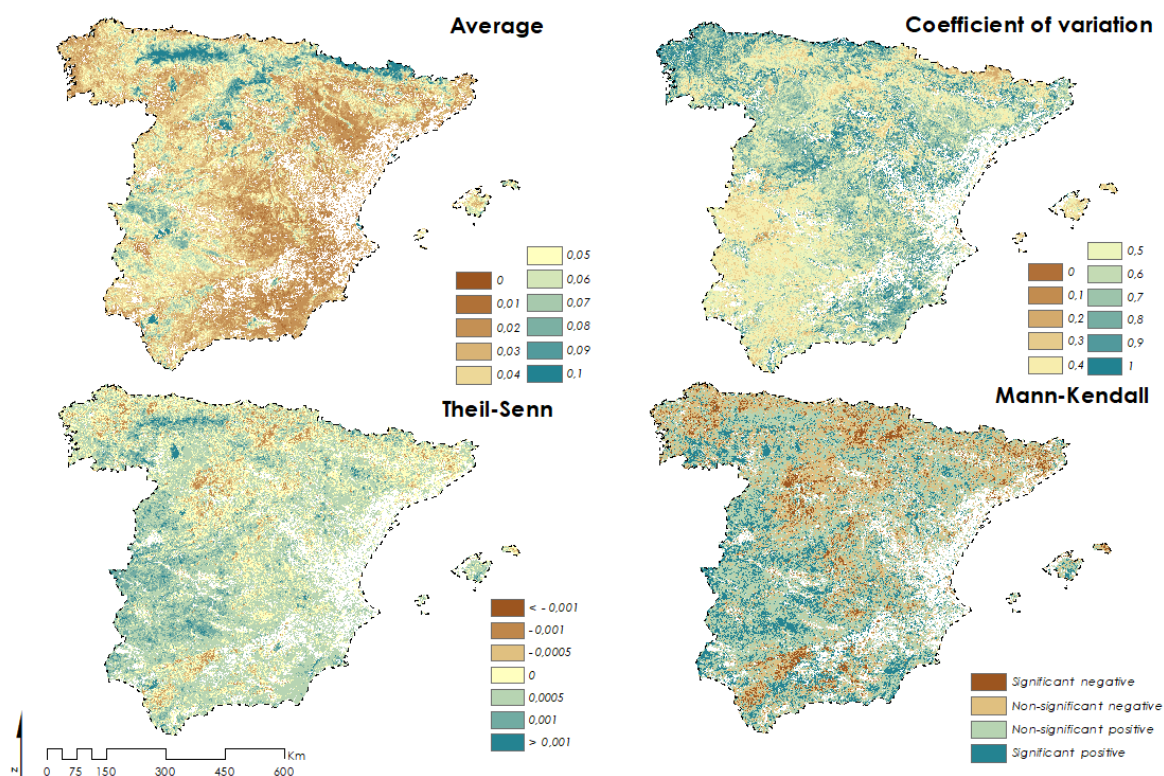 Average
Coefficient of variation
0
0,01
0,02
0,03
0,04
0,05
0,06
0,07
0,08
0,09
0,1
0
0,1
0,2
0,3
0,4
0,5
0,6
0,7
0,8
0,9
1
Theil-Senn
Mann-Kendall
< - 0,001
- 0,001
- 0,0005
0
0,0005
0,001
> 0,001
Significant negative
Non-significant negative
Non-significant positive
Significant positive
N
Km
0 75 150 300 450 600